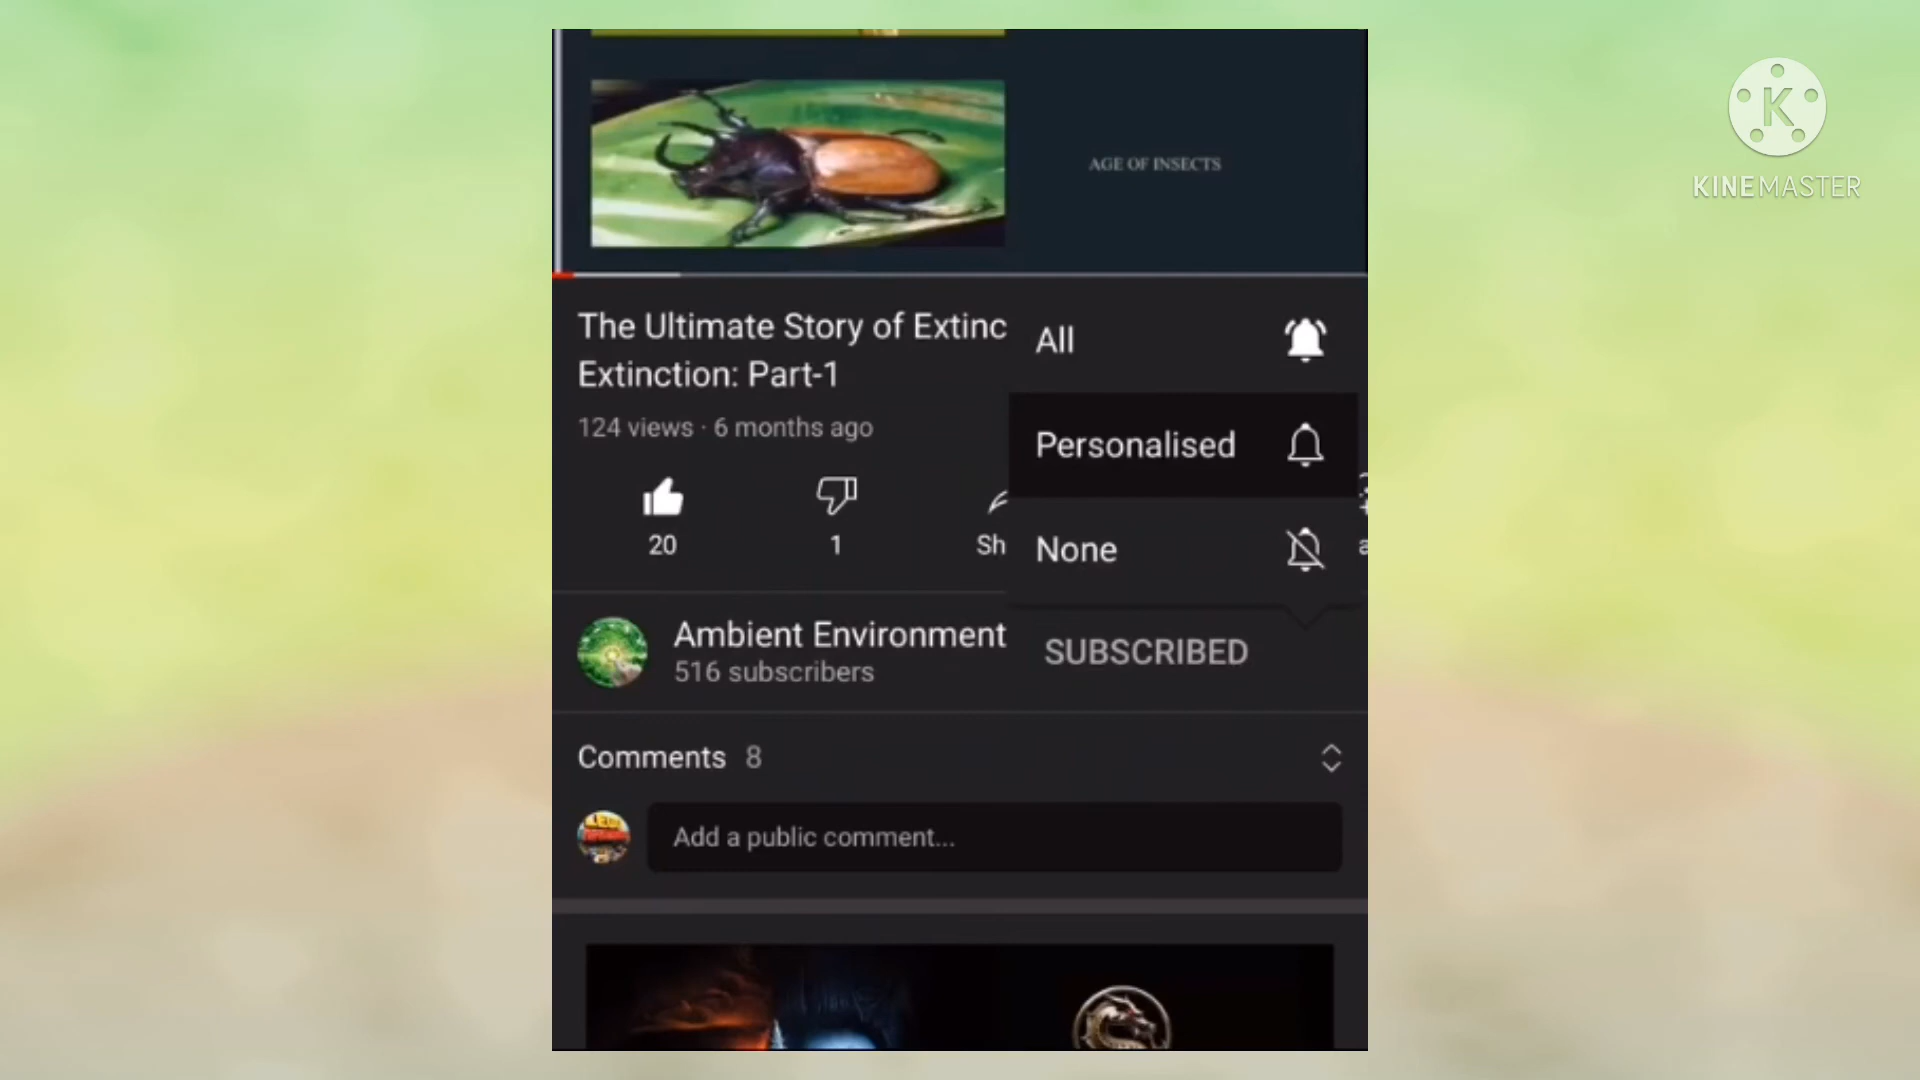 K
KINEMASTER
AGE OF INSECTS
The Ultimate Story of Extinc
Extinction: Part-1
124 views · 6 months ago
All
Personalised
None
20
1
Sh
Ambient Environment
516 subscribers
SUBSCRIBED
Comments 8
Add a public comment...